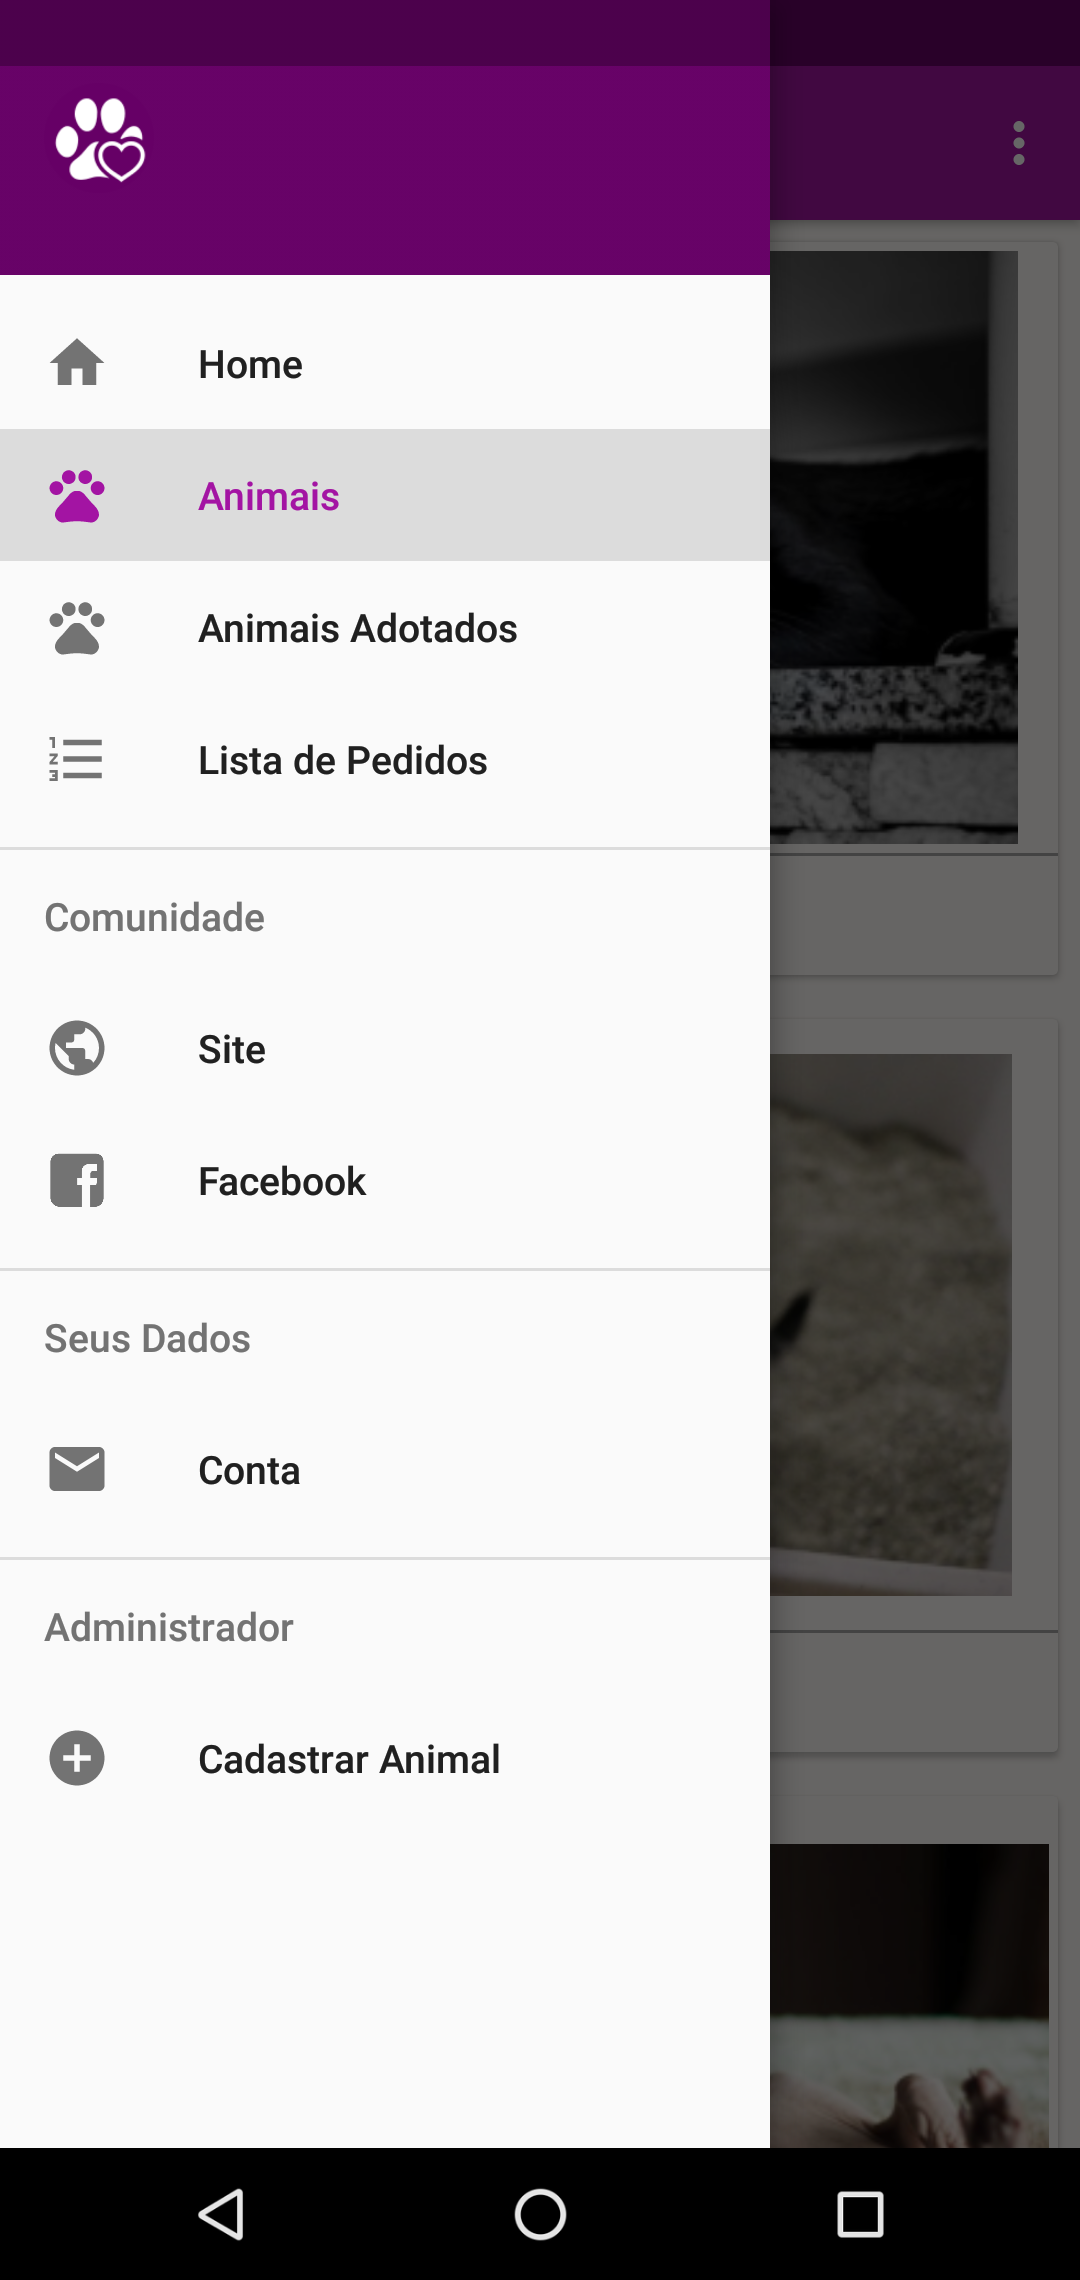 Home
Animais
Animais Adotados
Lista de Pedidos
Comunidade
Site
Facebook
Seus Dados
Conta
Administrador
Cadastrar Animal